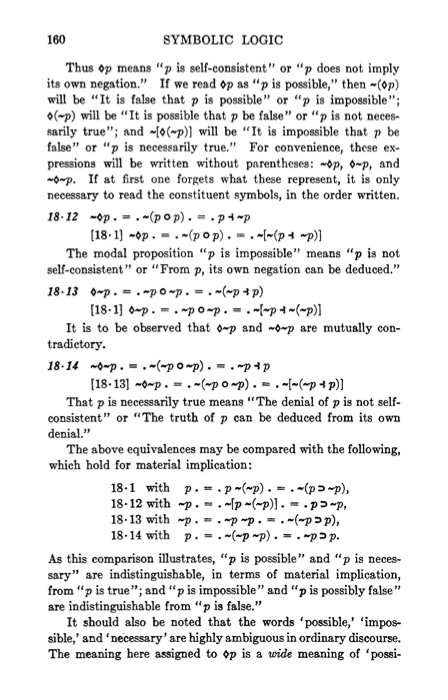 160 SYMBOLIC LOGIC
Thus ◊p means “p is self-consistent” or “p does not imply
its own negation.” If we read ◊p as “p is possible,” then ~(◊p)
will be “It is false that p is possible” or “p is impossible”;
◊(~p) will be “It is possible that p be false” or “p is not neces-
sarily true”; and ~[◊(~p)] will be “It is impossible that p be
false” or “p is necessarily true.” For convenience, these ex-
pressions will be written without parentheses: ~◊p, ◊~p, and
~◊~p. If at first one forgets what these represent, it is only
necessary to read the constituent symbols, in the order written.
18·12 ~◊p . = . ~(p o p) . = . p ⥽ ~p
[18·1] ~◊p . = . ~(p o p) . = . ~[~(p ⥽ ~p)]
The modal proposition “p is impossible” means “p is not
self-consistent” or “From p, its own negation can be deduced.”
18·13 ◊~p . = . ~p o ~p . = . ~(~p ⥽ p)
[18·1] ◊~p . = . ~p o ~p . = . ~[~p ⥽ ~(~p)]
It is to be observed that ◊~p and ~◊~p are mutually con-
tradictory.
18·14 ~◊~p . = . ~(~p o ~p) . = . ~p ⥽ p
[18·13] ~◊~p . = . ~(~p o ~p) . = . ~[~(~p ⥽ p)]
That p is necessarily true means “The denial of p is not self-
consistent” or “The truth of p can be deduced from its own
denial.”
The above equivalences may be compared with the following,
which hold for material implication:
18·1 with p . = . p ~(~p) . = . ~(p ⊃ ~p),
18·12 with ~p . = . ~[p ~(~p)] . = . p ⊃ ~p,
18·13 with ~p . = . ~p ~p . = . ~(~p ⊃ p),
18·14 with p . = . ~(~p ~p) . = . ~p ⊃ p.
As this comparison illustrates, “p is possible” and “p is neces-
sary” are indistinguishable, in terms of material implication,
from “p is true”; and “p is impossible” and “p is possibly false”
are indistinguishable from “p is false.”
It should also be noted that the words ‘possible,’ ‘impos-
sible,’ and ‘necessary’ are highly ambiguous in ordinary discourse.
The meaning here assigned to ◊p is a wide meaning of ‘possi-